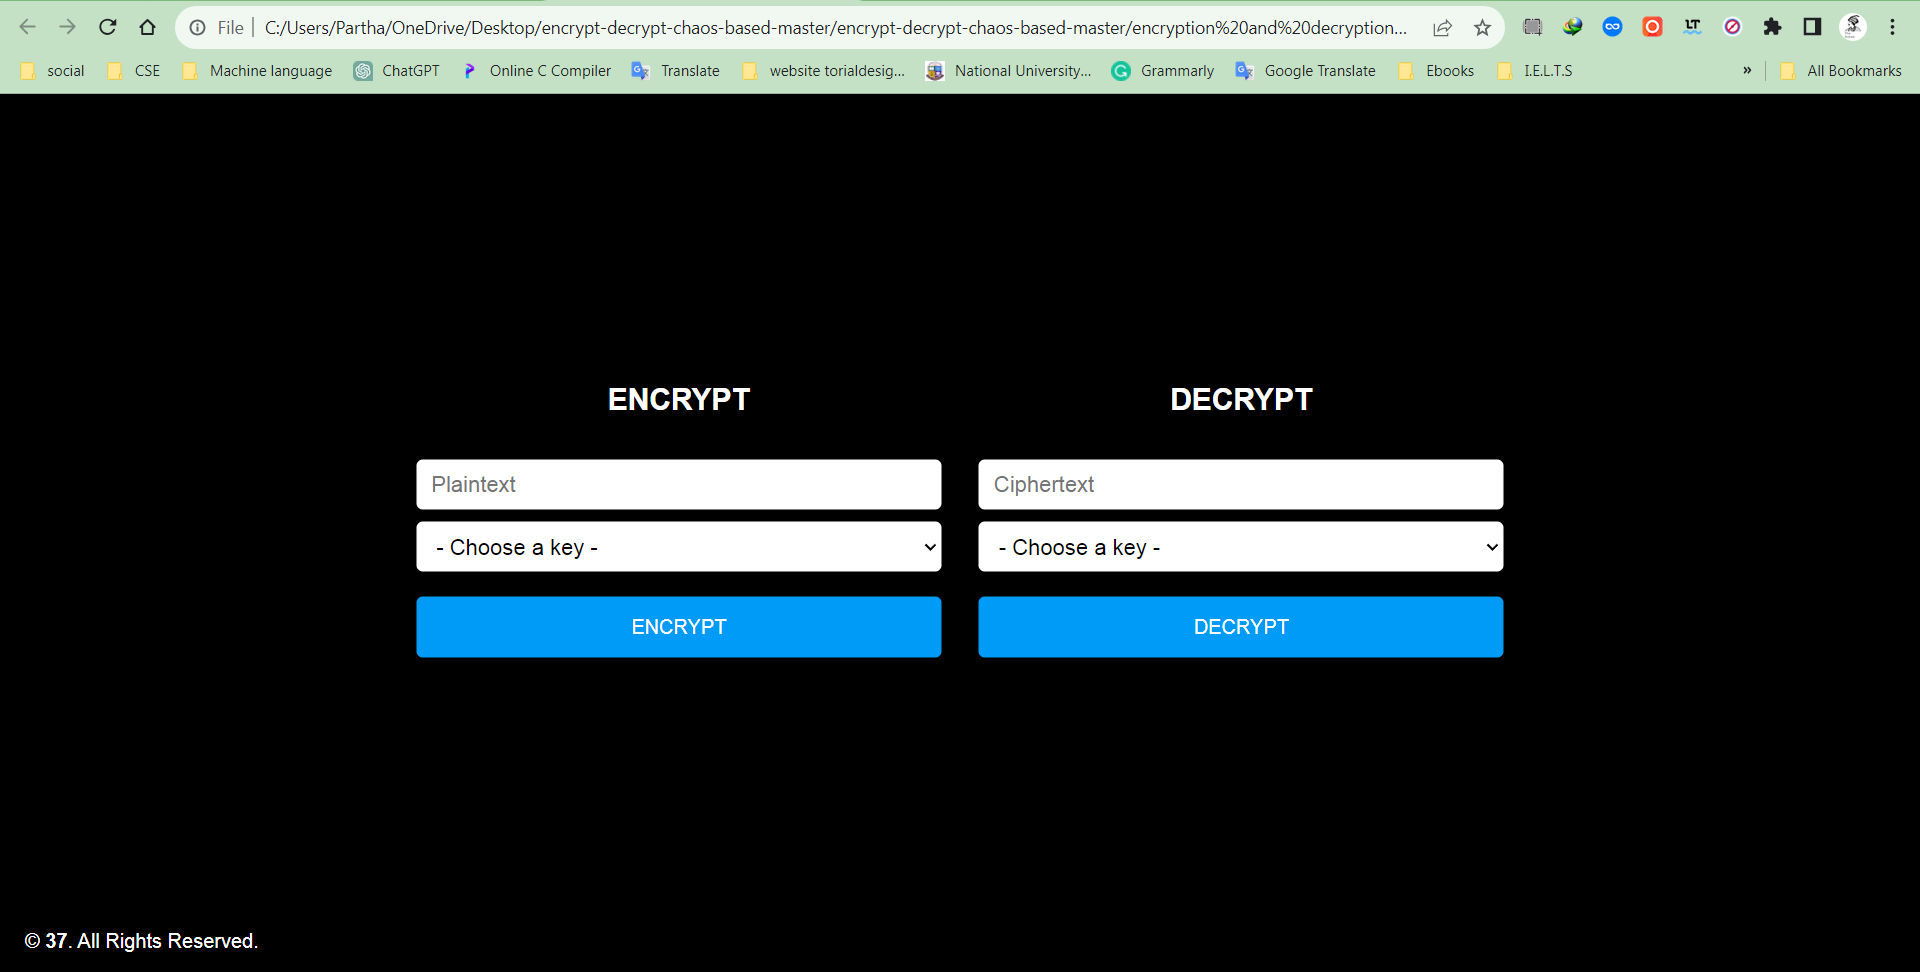 File C:/Users/Partha/OneDrive/Desktop/encrypt-decrypt-chaos-based-master/encrypt-decrypt-chaos-based-master/encryption%20and%20decryption... LT
social CSE Machine language ChatGPT Online C Compiler Translate website torialdesig... National University... Grammarly Google Translate Ebooks I.E.L.T.S » All Bookmarks
ENCRYPT DECRYPT
Plaintext Ciphertext
- Choose a key - - Choose a key -
ENCRYPT DECRYPT
© 37. All Rights Reserved.